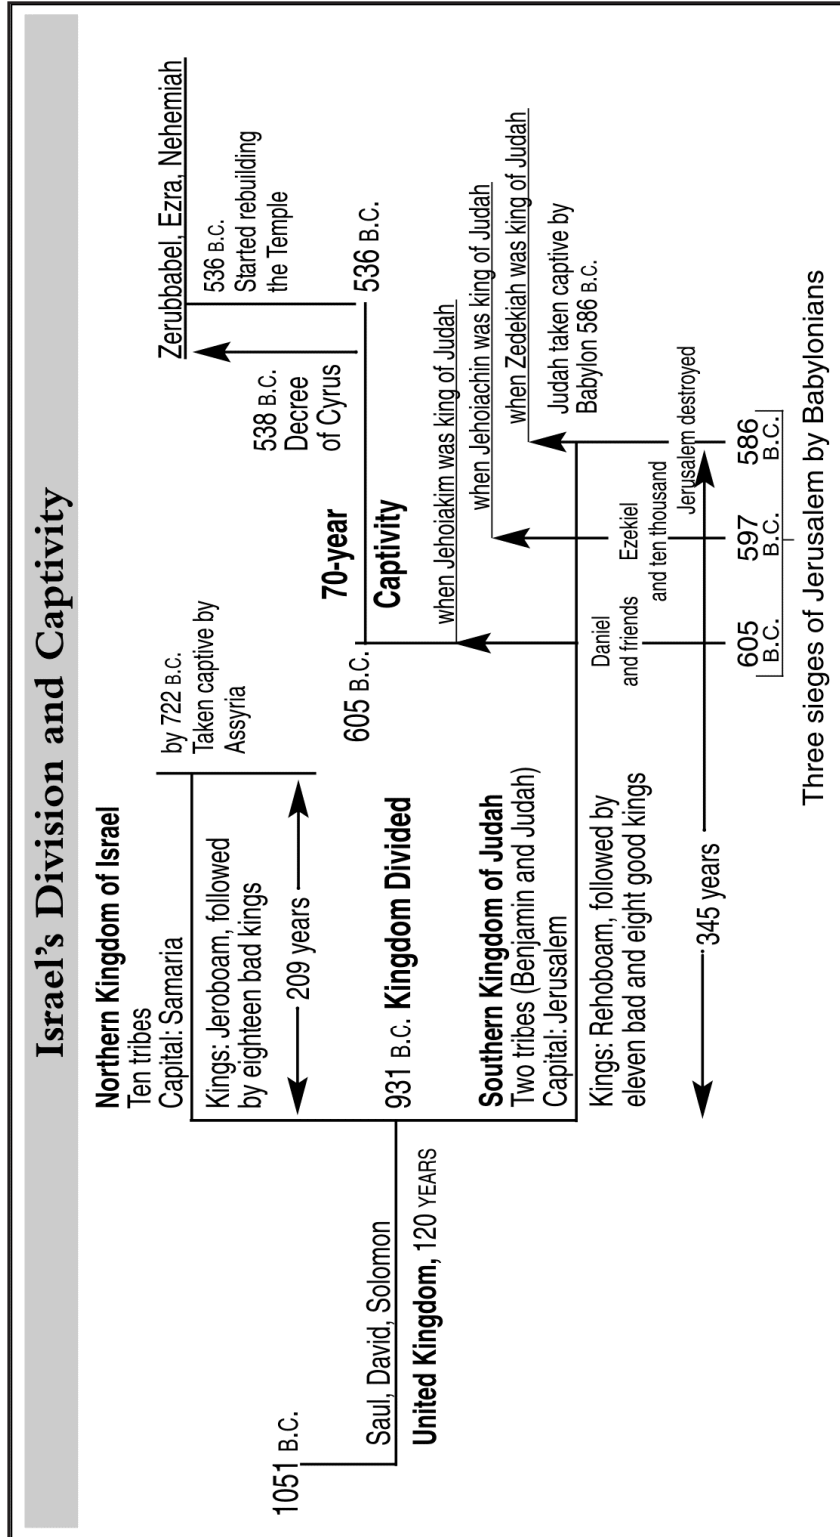 Israel's Division and Captivity
1051 B.C.
Saul, David, Solomon
United Kingdom, 120 YEARS
Northern Kingdom of Israel
Ten tribes
Capital: Samaria
Kings: Jeroboam, followed
by eighteen bad kings
209 years
by 722 B.C.
Taken captive by
Assyria
931 B.C. Kingdom Divided
Southern Kingdom of Judah
Two tribes (Benjamin and Judah)
Capital: Jerusalem
Kings: Rehoboam, followed by
eleven bad and eight good kings
345 years
605 B.C.
70-year
Captivity
536 B.C.
538 B.C.
Decree
of Cyrus
Zerubbabel, Ezra, Nehemiah
536 B.C.
Started rebuilding
the Temple
when Jehoiakim was king of Judah
when Jehoiachin was king of Judah
when Zedekiah was king of Judah
Judah taken captive by
Babylon 586 B.C.
Daniel
and friends
Ezekiel
and ten thousand
Jerusalem destroyed
605
B.C.
597
B.C.
586
B.C.
Three sieges of Jerusalem by Babylonians